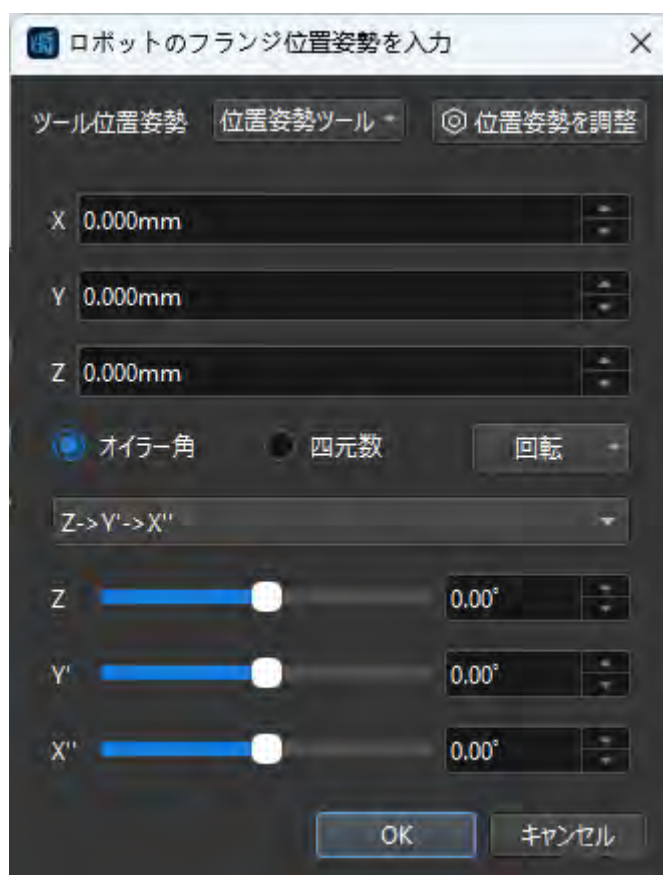 ロボットのフランジ位置姿勢を入力
ツール位置姿勢 位置姿勢ツール 位置姿勢を調整
X 0.000mm
Y 0.000mm
Z 0.000mm
オイラー角 四元数 回転
Z->Y'->X''
Z 0.00°
Y' 0.00°
X'' 0.00°
OK キャンセル